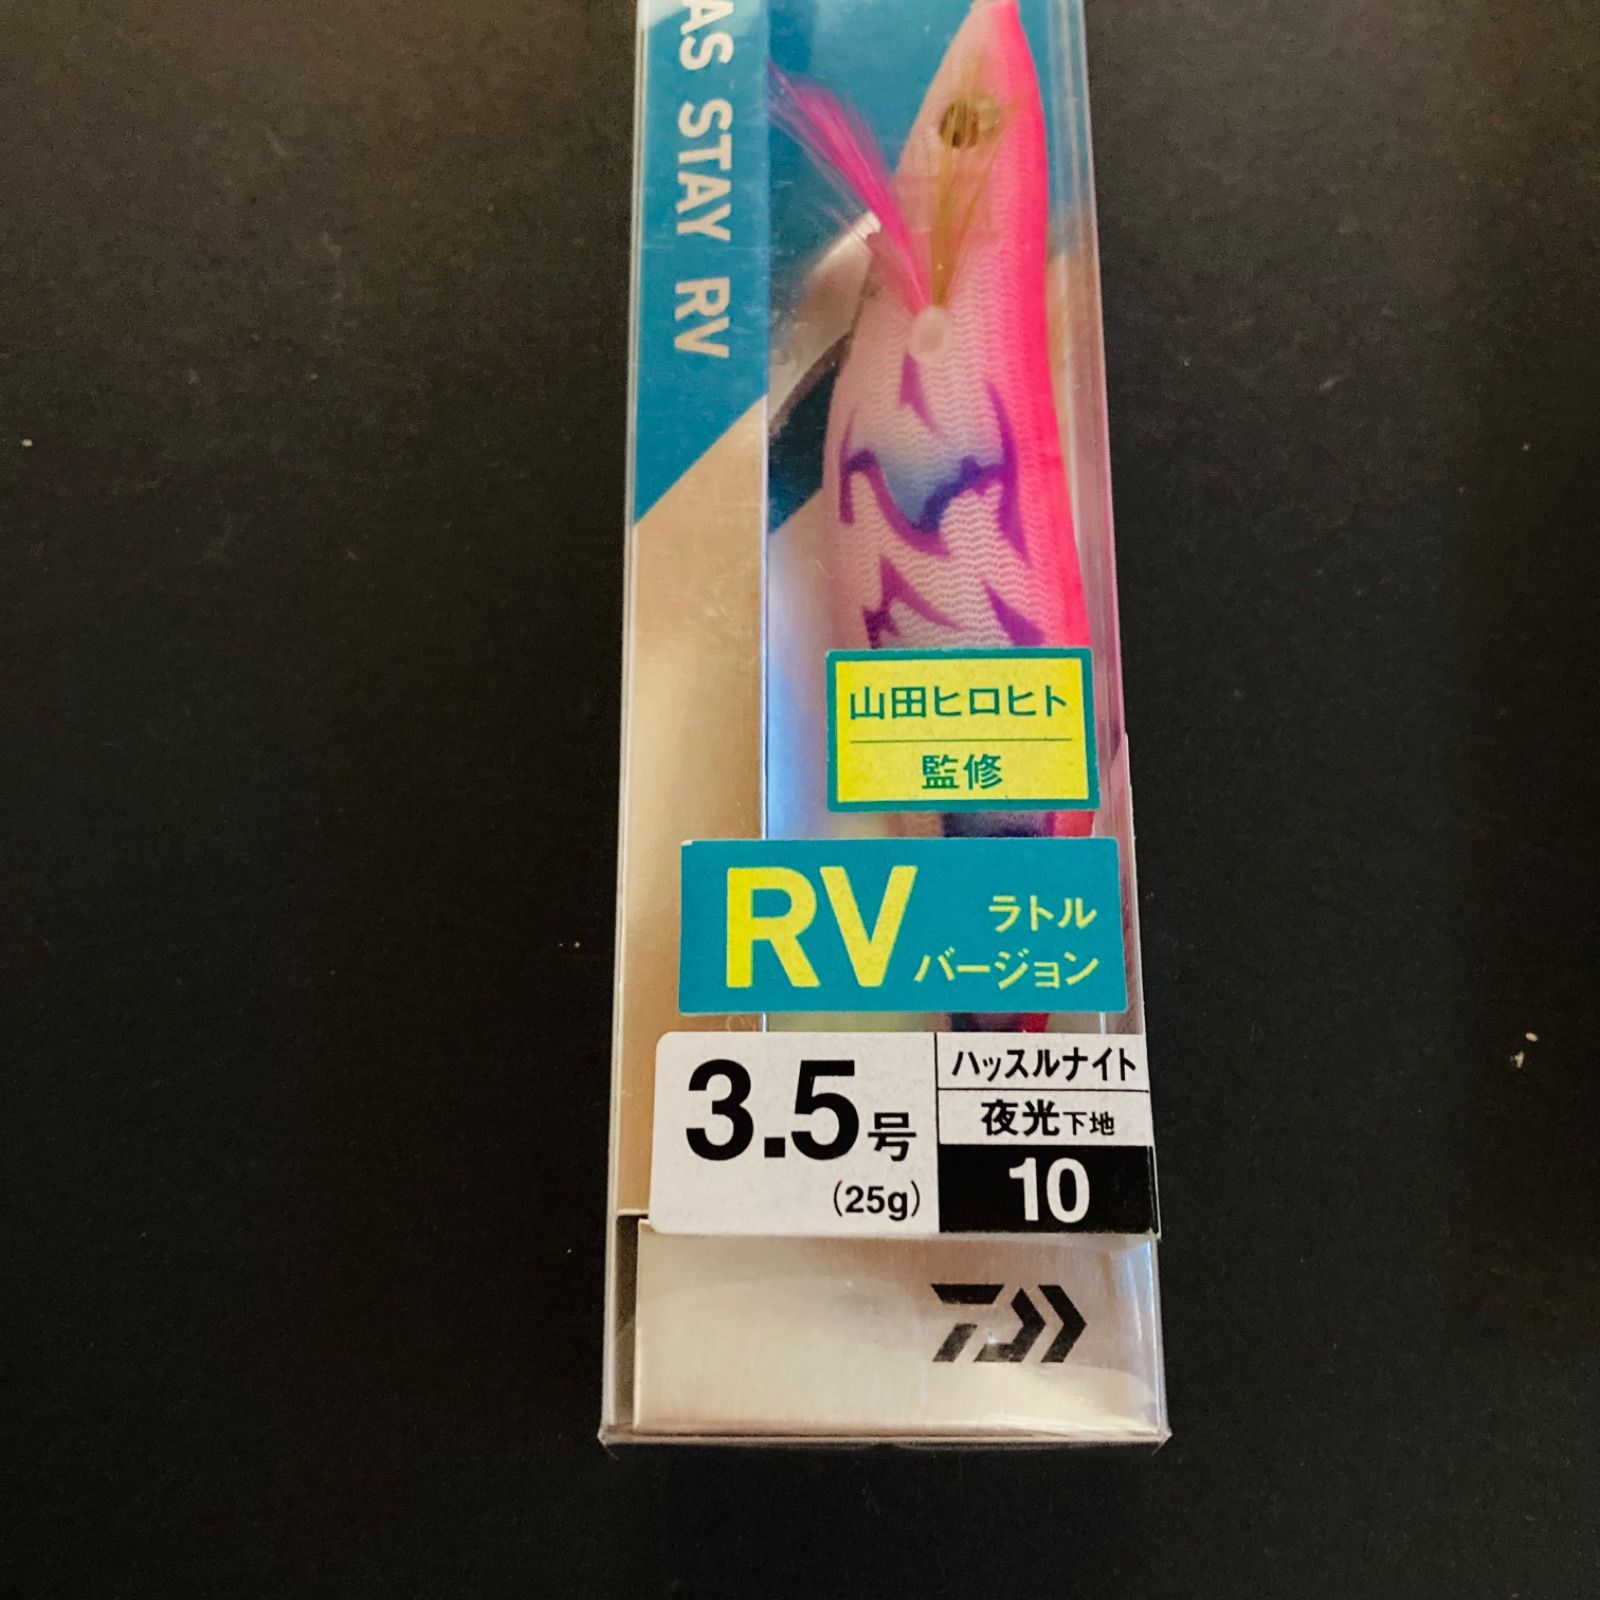 AS STAY RV
山田ヒロヒト
監修
RV ラトル
バージョン
3.5号
(25g)
ハッスルナイト
夜光下地
10